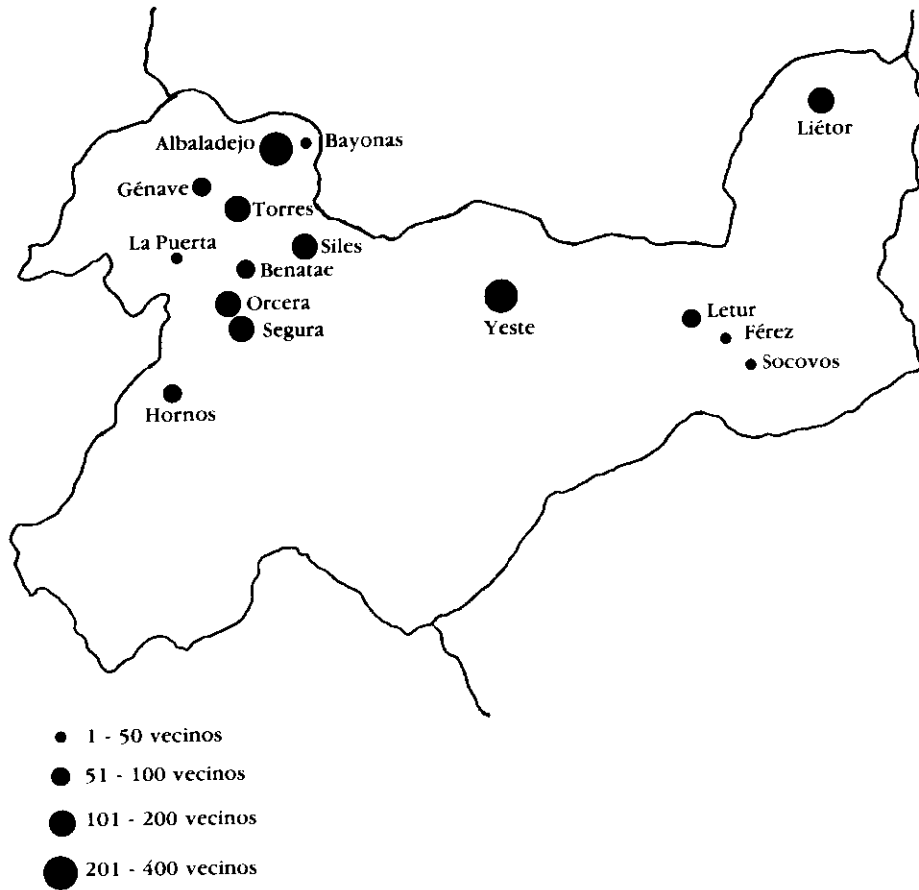 Liétor
Albaladejo
Bayonas
Génave
Torres
La Puerta
Siles
Benatae
Orcera
Segura
Yeste
Letur
Férez
Socovos
Hornos
1 - 50 vecinos
51 - 100 vecinos
101 - 200 vecinos
201 - 400 vecinos